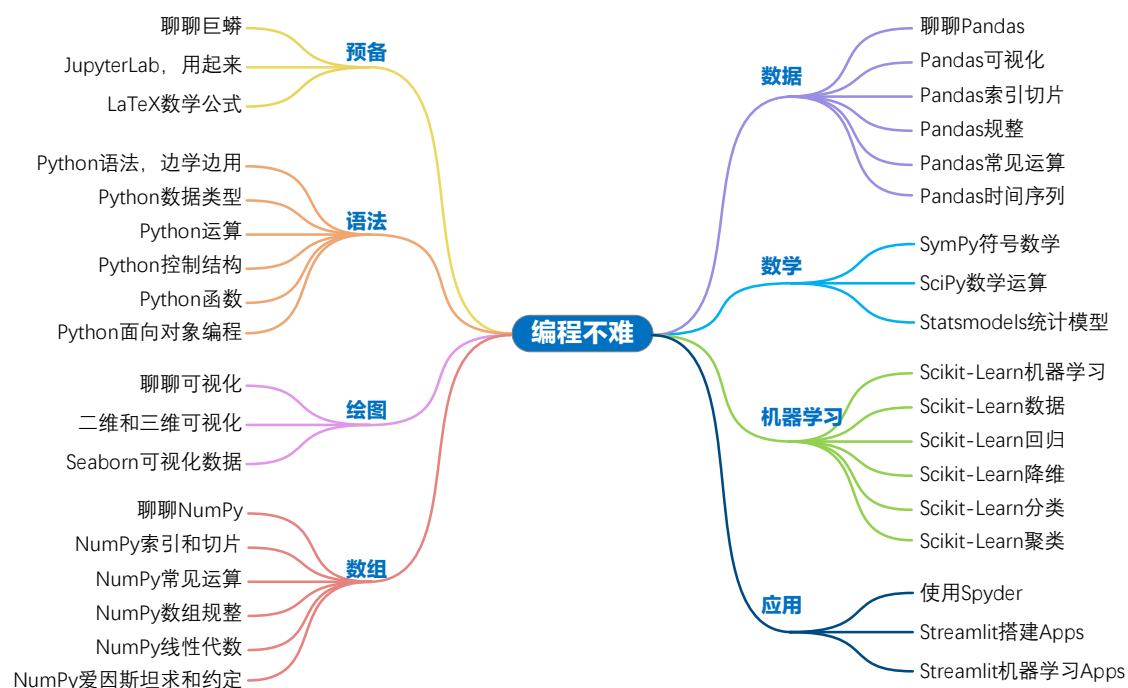 编程不难
预备
聊聊巨蟒
JupyterLab，用起来
LaTeX数学公式
语法
Python语法，边学边用
Python数据类型
Python运算
Python控制结构
Python函数
Python面向对象编程
绘图
聊聊可视化
二维和三维可视化
Seaborn可视化数据
数组
聊聊NumPy
NumPy索引和切片
NumPy常见运算
NumPy数组规整
NumPy线性代数
NumPy爱因斯坦求和约定
数据
聊聊Pandas
Pandas可视化
Pandas索引切片
Pandas规整
Pandas常见运算
Pandas时间序列
数学
SymPy符号数学
SciPy数学运算
Statsmodels统计模型
机器学习
Scikit-Learn机器学习
Scikit-Learn数据
Scikit-Learn回归
Scikit-Learn降维
Scikit-Learn分类
Scikit-Learn聚类
应用
使用Spyder
Streamlit搭建Apps
Streamlit机器学习Apps